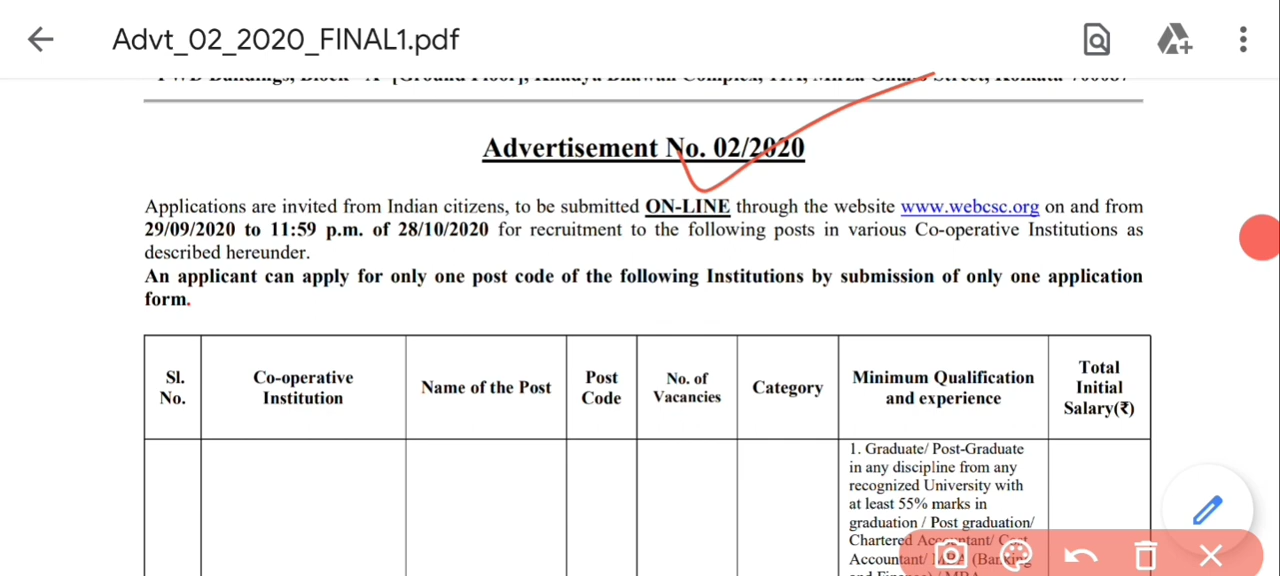 Advt_02_2020_FINAL1.pdf
Advertisement No. 02/2020
Applications are invited from Indian citizens, to be submitted ON-LINE through the website www.webcsc.org on and from
29/09/2020 to 11:59 p.m. of 28/10/2020 for recruitment to the following posts in various Co-operative Institutions as
described hereunder.
An applicant can apply for only one post code of the following Institutions by submission of only one application
form.
Sl.
No.
Co-operative
Institution
Name of the Post
Post
Code
No. of
Vacancies
Category
Minimum Qualification
and experience
Total
Initial
Salary(₹)
1. Graduate/ Post-Graduate
in any discipline from any
recognized University with
at least 55% marks in
graduation / Post graduation/
Chartered Accountant/ Cost
Accountant/ MBA (Banking